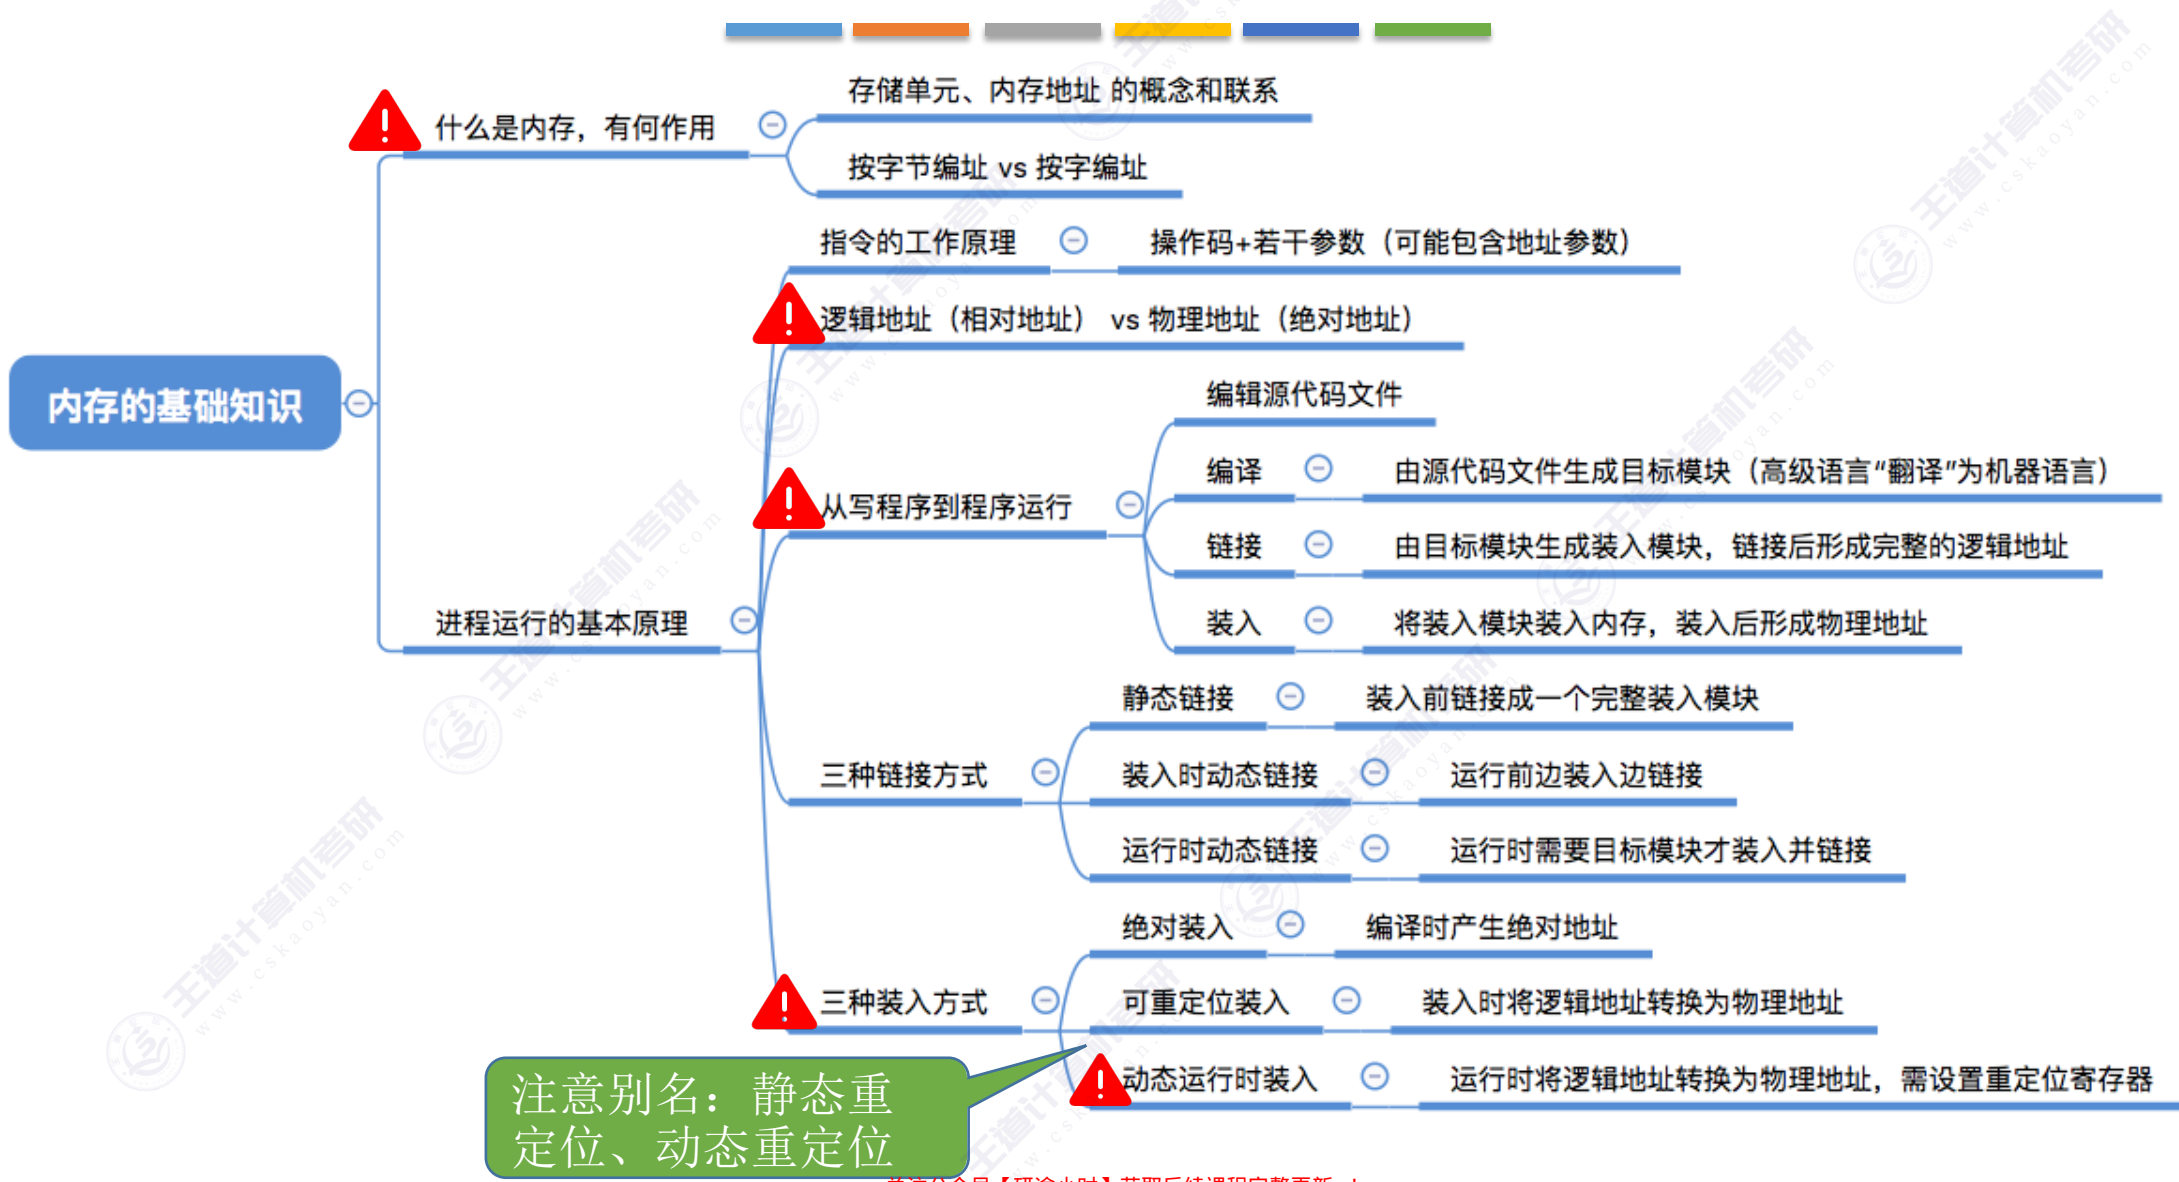 存储单元、内存地址 的概念和联系
什么是内存，有何作用
按字节编址 vs 按字编址
指令的工作原理
操作码+若干参数（可能包含地址参数）
逻辑地址（相对地址） vs 物理地址（绝对地址）
编辑源代码文件
内存的基础知识
编译
由源代码文件生成目标模块（高级语言“翻译”为机器语言）
从写程序到程序运行
链接
由目标模块生成装入模块，链接后形成完整的逻辑地址
进程运行的基本原理
装入
将装入模块装入内存，装入后形成物理地址
静态链接
装入前链接成一个完整装入模块
三种链接方式
装入时动态链接
运行前边装入边链接
运行时动态链接
运行时需要目标模块才装入并链接
绝对装入
编译时产生绝对地址
三种装入方式
可重定位装入
装入时将逻辑地址转换为物理地址
动态运行时装入
运行时将逻辑地址转换为物理地址，需设置重定位寄存器
注意别名：静态重
定位、动态重定位
王道计算机考研
www.cskaoyan.com